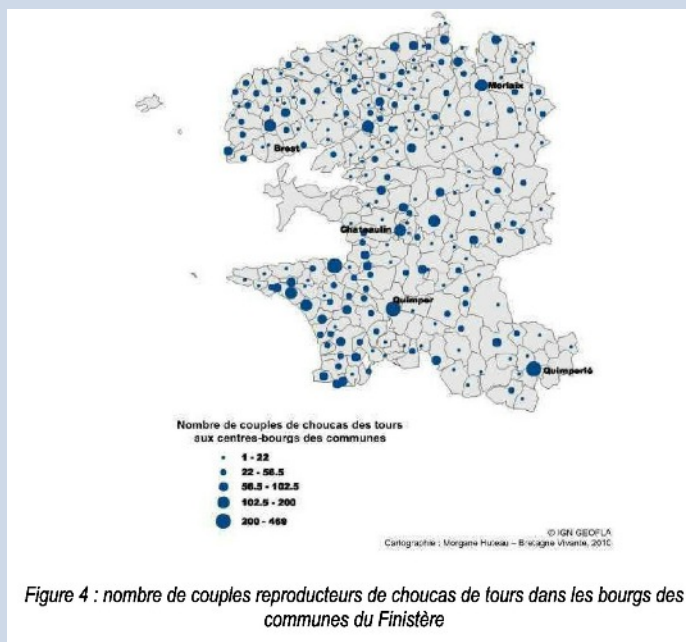 Morlaix
Brest
Chateaulin
Quimper
Quimperlé
Nombre de couples de choucas des tours
aux centres-bourgs des communes
1 - 22
22 - 56.5
56.5 - 102.5
102.5 - 200
200 - 469
© IGN GEOFLA
Cartographie : Morgane Huteau – Bretagne Vivante, 2010
Figure 4 : nombre de couples reproducteurs de choucas de tours dans les bourgs des
communes du Finistère